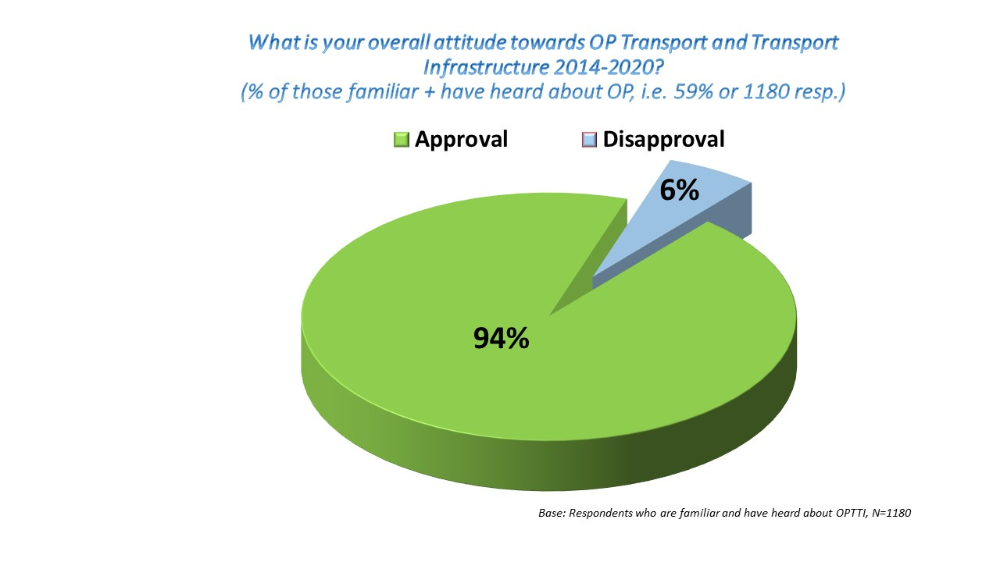 What is your overall attitude towards OP Transport and Transport
Infrastructure 2014-2020?
(% of those familiar + have heard about OP, i.e. 59% or 1180 resp.)
Approval Disapproval
6%
94%
Base: Respondents who are familiar and have heard about OPTTI, N=1180